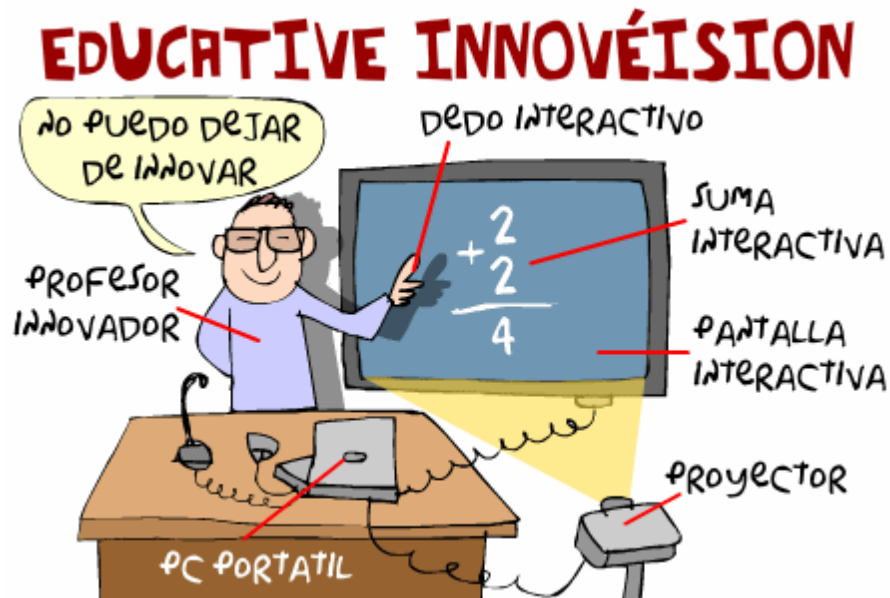 EDUCATIVE INNOVÉISION
NO PUEDO DEJAR
DE INNOVAR
DEDO INTERACTIVO
SUMA
INTERACTIVA
PROFESOR
INNOVADOR
+ 2
2
4
PANTALLA
INTERACTIVA
PROYECTOR
PC PORTATIL